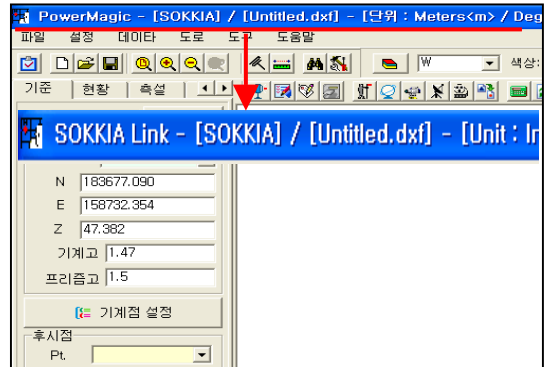 PowerMagic - [SOKKIA] / [Untitled.dxf] - [단위 : Meters<m> / Deg
파일 설정 데이타 도로 도구 도움말
W 색상:
기준 현황 측설
SOKKIA Link - [SOKKIA] / [Untitled.dxf] - [Unit : In
N 183677.090
E 158732.354
Z 47.382
기계고 1.47
프리즘고 1.5
기계점 설정
후시점
Pt.